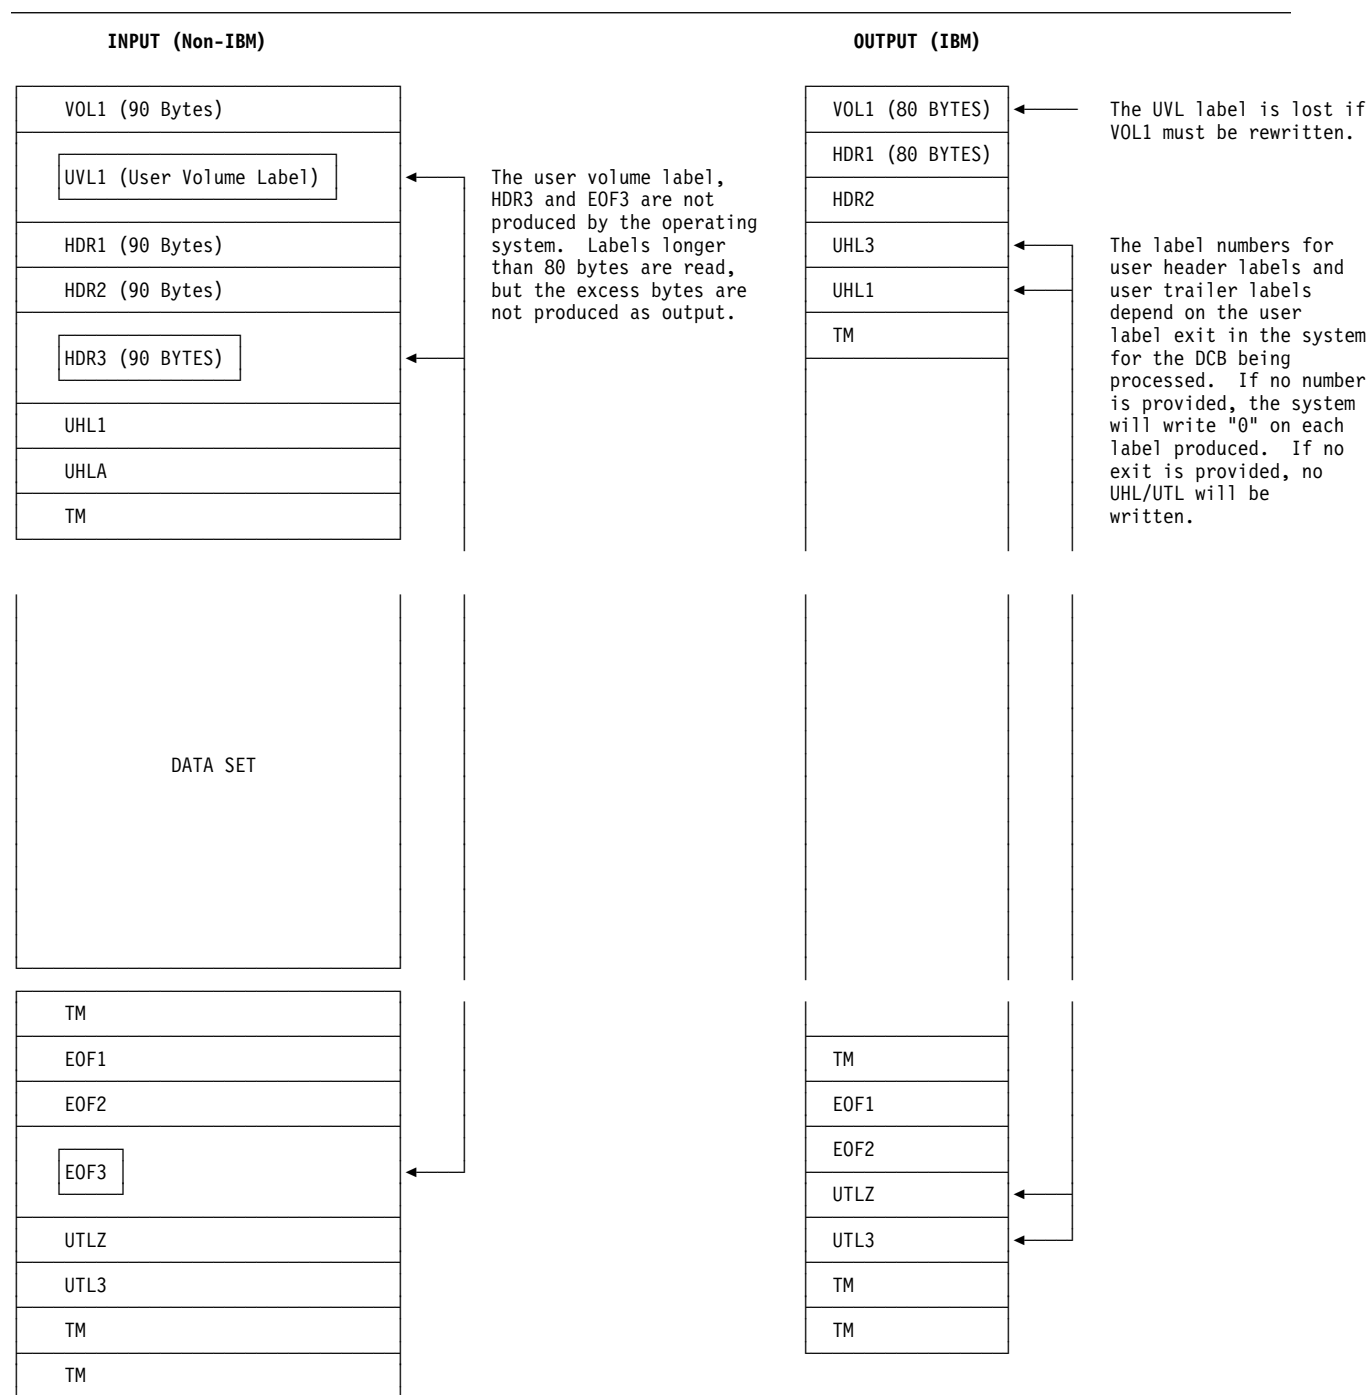 INPUT (Non-IBM)
OUTPUT (IBM)
VOL1 (90 Bytes)
UVL1 (User Volume Label)
HDR1 (90 Bytes)
HDR2 (90 Bytes)
HDR3 (90 BYTES)
UHL1
UHLA
TM
The user volume label,
HDR3 and EOF3 are not
produced by the operating
system.  Labels longer
than 80 bytes are read,
but the excess bytes are
not produced as output.
VOL1 (80 BYTES)
HDR1 (80 BYTES)
HDR2
UHL3
UHL1
TM
The UVL label is lost if
VOL1 must be rewritten.
The label numbers for
user header labels and
user trailer labels
depend on the user
label exit in the system
for the DCB being
processed.  If no number
is provided, the system
will write "0" on each
label produced.  If no
exit is provided, no
UHL/UTL will be
written.
DATA SET
TM
EOF1
EOF2
EOF3
UTLZ
UTL3
TM
TM
TM
EOF1
EOF2
UTLZ
UTL3
TM
TM